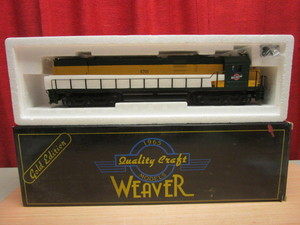 Gold Edition
1965
Quality Craft
MODELS
WEAVER